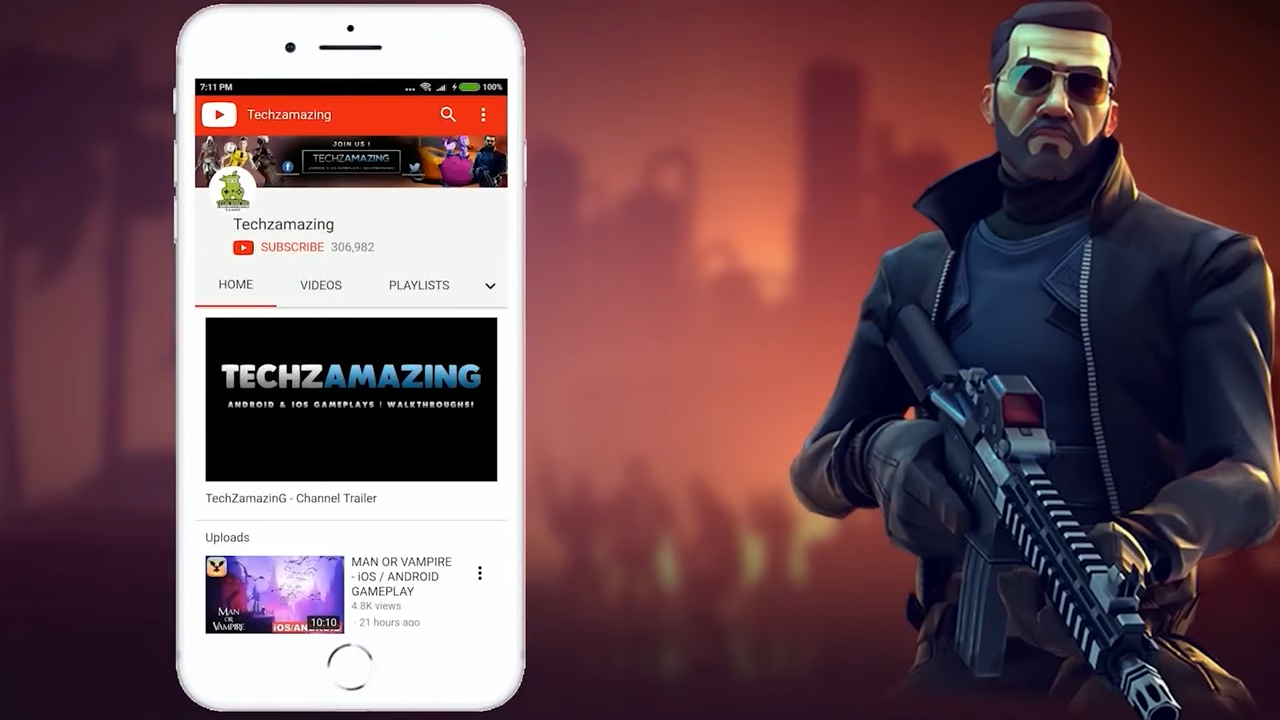 7:11 PM
100%
Techzamazing
JOIN US !
TECHZAMAZING
Techzamazing
SUBSCRIBE 306,982
HOME
VIDEOS
PLAYLISTS
TECHZAMAZING
ANDROID & IOS GAMEPLAYS | WALKTHROUGHS!
TechZamazinG - Channel Trailer
Uploads
MAN OR VAMPIRE
- iOS / ANDROID
GAMEPLAY
4.8K views
· 21 hours ago
MAN
OR
VAMPIRE
10:10